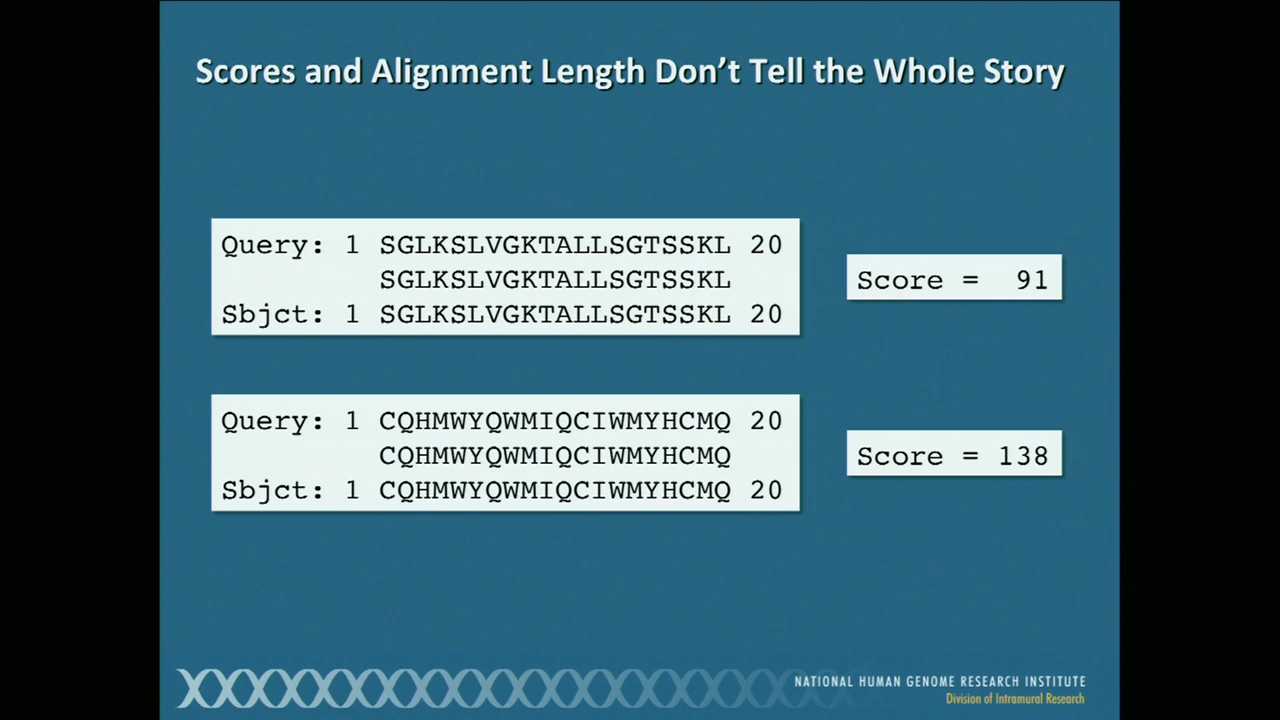 Scores and Alignment Length Don't Tell the Whole Story
Query: 1 SGLKSLVGKTALLSGTSSKL 20
SGLKSLVGKTALLSGTSSKL
Sbjct: 1 SGLKSLVGKTALLSGTSSKL 20
Score = 91
Query: 1 CQHMWYQWMIQCIWMYHCMQ 20
CQHMWYQWMIQCIWMYHCMQ
Sbjct: 1 CQHMWYQWMIQCIWMYHCMQ 20
Score = 138
NATIONAL HUMAN GENOME RESEARCH INSTITUTE
Division of Intramural Research